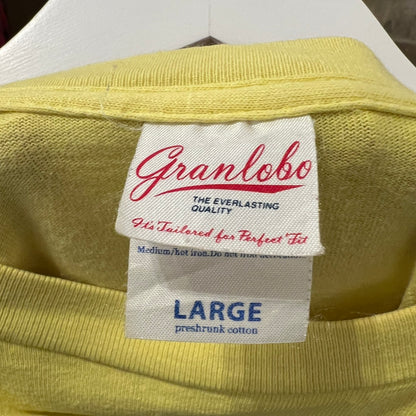 Granlobo
THE EVERLASTING
QUALITY
It's Tailored for Perfect Fit
Medium/hot iron. Do not iron decoration
LARGE
preshrunk cotton